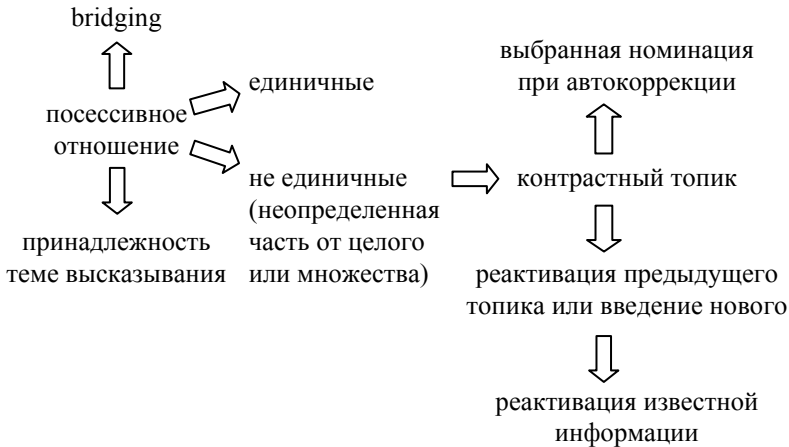 bridging
посессивное
отношение
принадлежность
теме высказывания
единичные
не единичные
(неопределенная
часть от целого
или множества)
выбранная номинация
при автокоррекции
контрастный топик
реактивация предыдущего
топика или введение нового
реактивация известной
информации